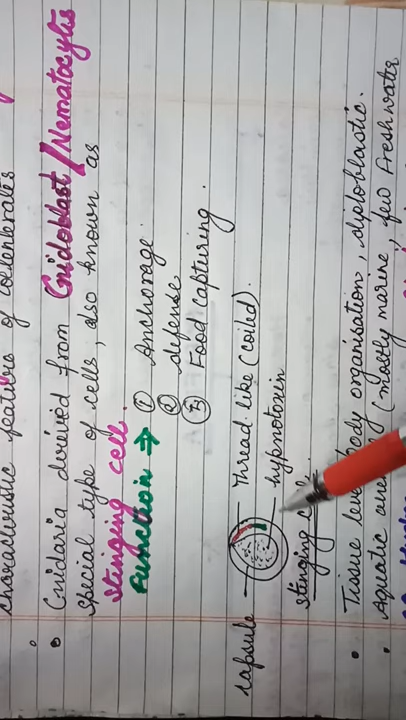 characteristic feature of coelenterates
• Cnidaria derived from Cnidoblast/Nematocytes
special type of cells, also known as
stinging cell.
Function → ① Anchorage
② defense
③ Food capturing.
capsule
Thread like (coiled).
hypnotoxin
stinging
• Tissue level body organisation, diploblastic.
• Aquatic (mostly marine, few Freshwater